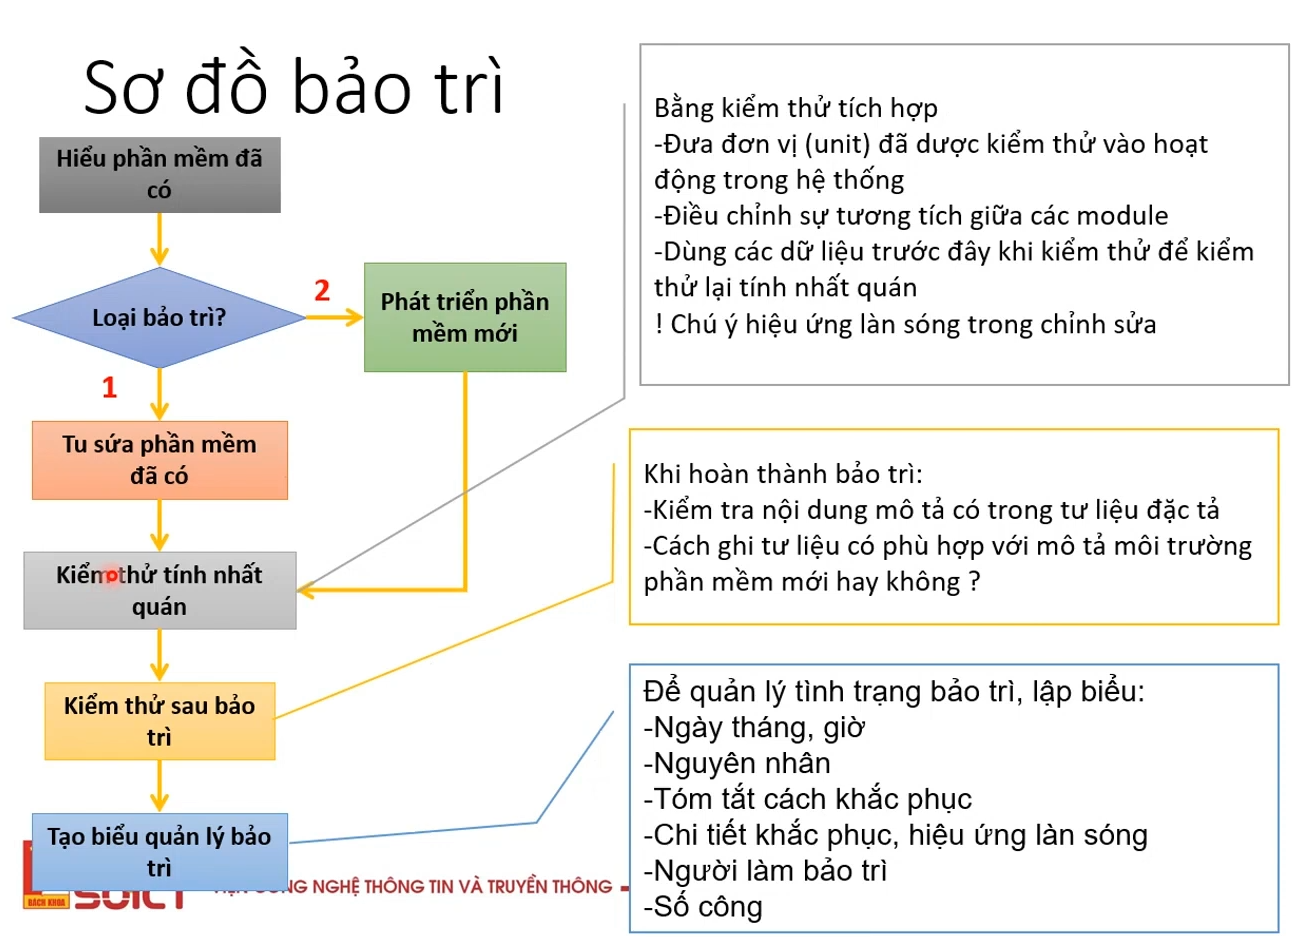 Sơ đồ bảo trì
Hiểu phần mềm đã
có
Loại bảo trì?
2
Phát triển phần
mềm mới
1
Tu sứa phần mềm
đã có
Kiểm thử tính nhất
quán
Kiểm thử sau bảo
trì
Tạo biểu quản lý bảo
trì
Bằng kiểm thử tích hợp
-Đưa đơn vị (unit) đã dược kiểm thử vào hoạt
động trong hệ thống
-Điều chỉnh sự tương tích giữa các module
-Dùng các dữ liệu trước đây khi kiểm thử để kiểm
thử lại tính nhất quán
! Chú ý hiệu ứng làn sóng trong chỉnh sửa
Khi hoàn thành bảo trì:
-Kiểm tra nội dung mô tả có trong tư liệu đặc tả
-Cách ghi tư liệu có phù hợp với mô tả môi trường
phần mềm mới hay không ?
Để quản lý tình trạng bảo trì, lập biểu:
-Ngày tháng, giờ
-Nguyên nhân
-Tóm tắt cách khắc phục
-Chi tiết khắc phục, hiệu ứng làn sóng
-Người làm bảo trì
-Số công
BÁCH KHOA
SOICT
NGHỆ THÔNG TIN VÀ TRUYỀN THÔNG